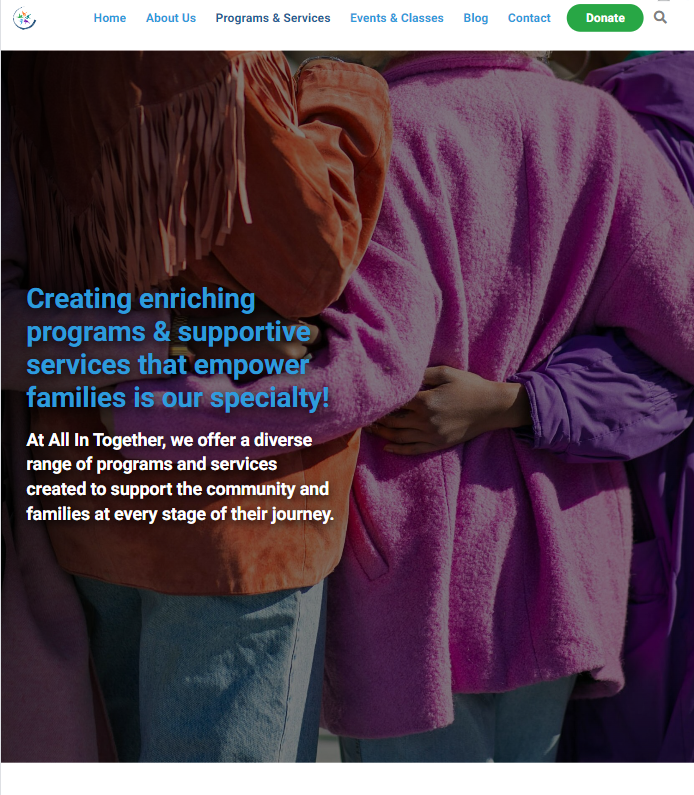 Home About Us Programs & Services Events & Classes Blog Contact Donate
Creating enriching
programs & supportive
services that empower
families is our specialty!
At All In Together, we offer a diverse
range of programs and services
created to support the community and
families at every stage of their journey.